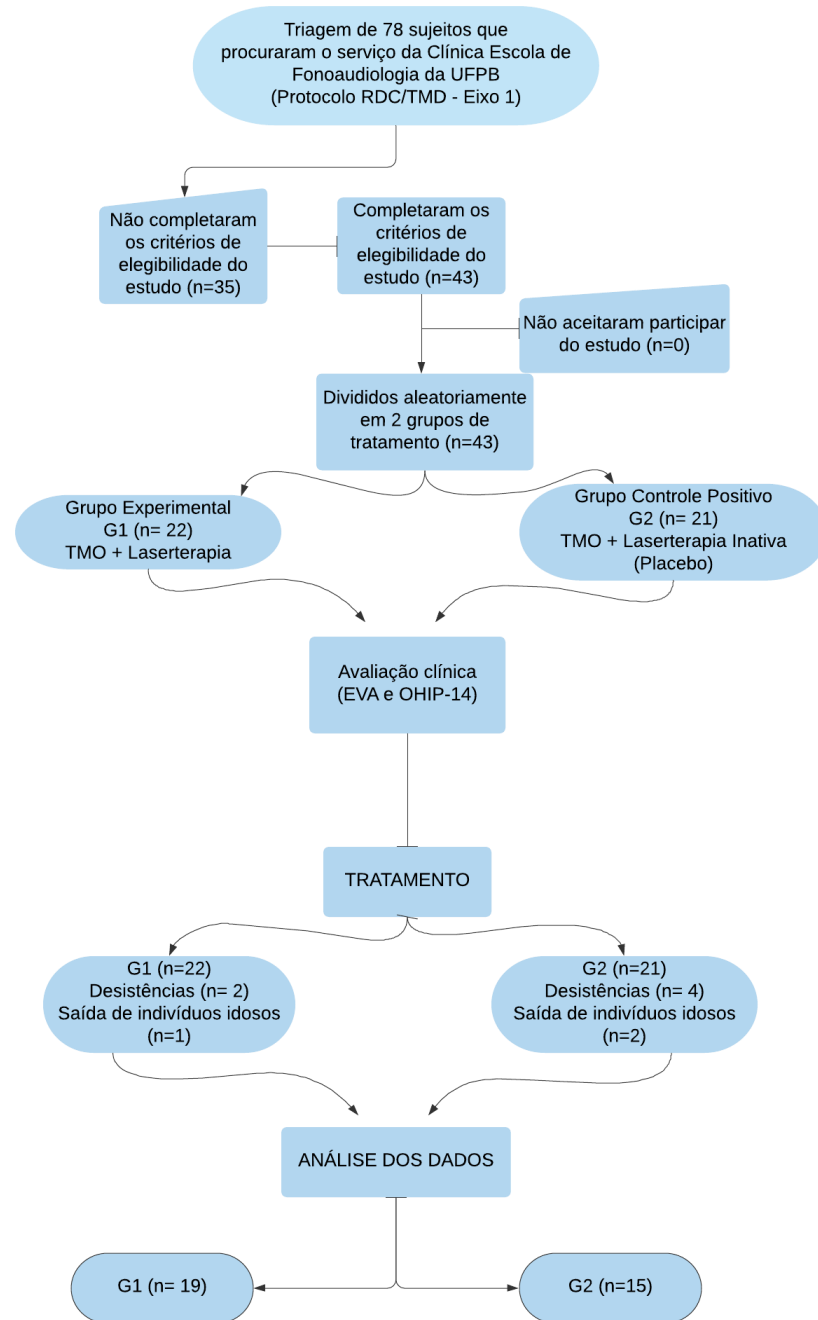 Triagem de 78 sujeitos que
procuraram o serviço da Clínica Escola de
Fonoaudiologia da UFPB
(Protocolo RDC/TMD - Eixo 1)
Não completaram
os critérios de
elegibilidade do
estudo (n=35)
Completaram os
critérios de
elegibilidade do
estudo (n=43)
Não aceitaram participar
do estudo (n=0)
Divididos aleatoriamente
em 2 grupos de
tratamento (n=43)
Grupo Experimental
G1 (n= 22)
TMO + Laserterapia
Grupo Controle Positivo
G2 (n= 21)
TMO + Laserterapia Inativa
(Placebo)
Avaliação clínica
(EVA e OHIP-14)
TRATAMENTO
G1 (n=22)
Desistências (n= 2)
Saída de indivíduos idosos
(n=1)
G2 (n=21)
Desistências (n= 4)
Saída de indivíduos idosos
(n=2)
ANÁLISE DOS DADOS
G1 (n= 19)
G2 (n=15)